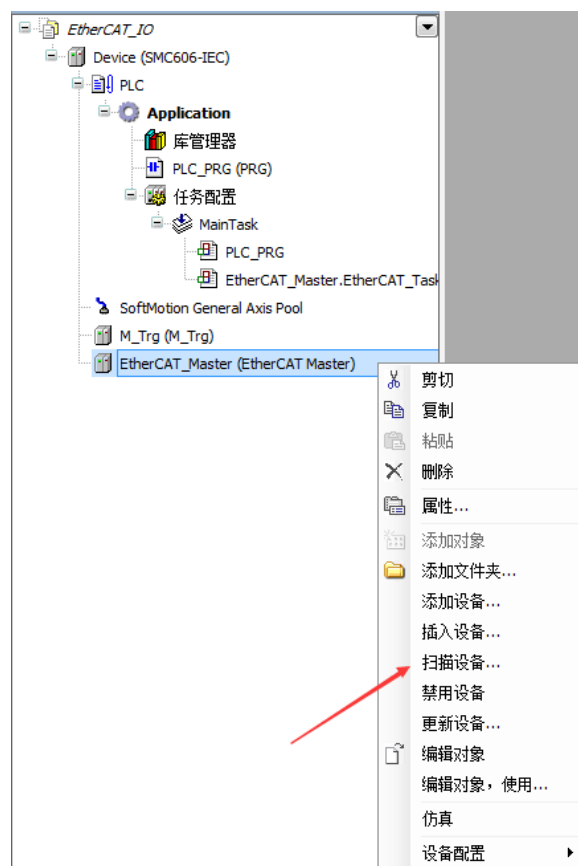 EtherCAT_IO
Device (SMC606-IEC)
PLC
Application
库管理器
PLC_PRG (PRG)
任务配置
MainTask
PLC_PRG
EtherCAT_Master.EtherCAT_Task
SoftMotion General Axis Pool
M_Trg (M_Trg)
EtherCAT_Master (EtherCAT Master)
剪切
复制
粘贴
删除
属性...
添加对象
添加文件夹...
添加设备...
插入设备...
扫描设备...
禁用设备
更新设备...
编辑对象
编辑对象，使用...
仿真
设备配置